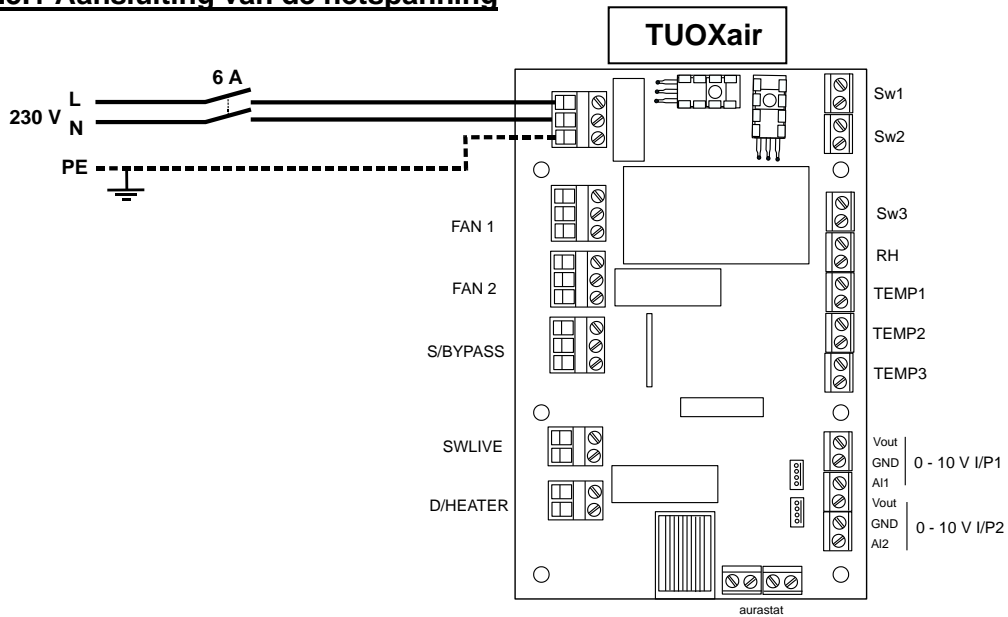 Aansluiting van de netspanning
TUOXair
6 A
L
230 V
N
PE
FAN 1
FAN 2
S/BYPASS
SWLIVE
D/HEATER
Sw1
Sw2
Sw3
RH
TEMP1
TEMP2
TEMP3
Vout
GND
0 - 10 V I/P1
AI1
Vout
GND
0 - 10 V I/P2
AI2
aurastat